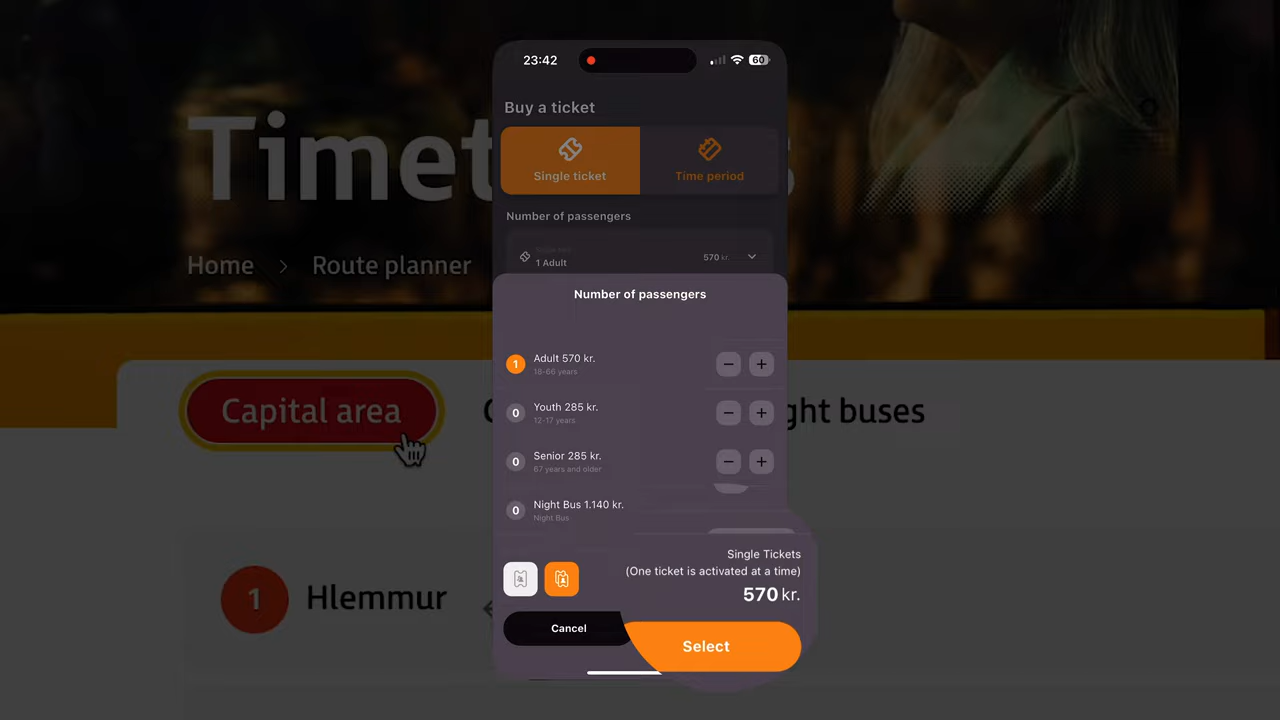 23:42
60
Buy a ticket
Single ticket
Time period
Number of passengers
1 Adult
570 kr.
Number of passengers
1
Adult 570 kr.
18-66 years
0
Youth 285 kr.
12-17 years
0
Senior 285 kr.
67 years and older
0
Night Bus 1.140 kr.
Night Bus
Single Tickets
(One ticket is activated at a time)
570 kr.
Cancel
Select
Home
Route planner
Capital area
1
Hlemmur